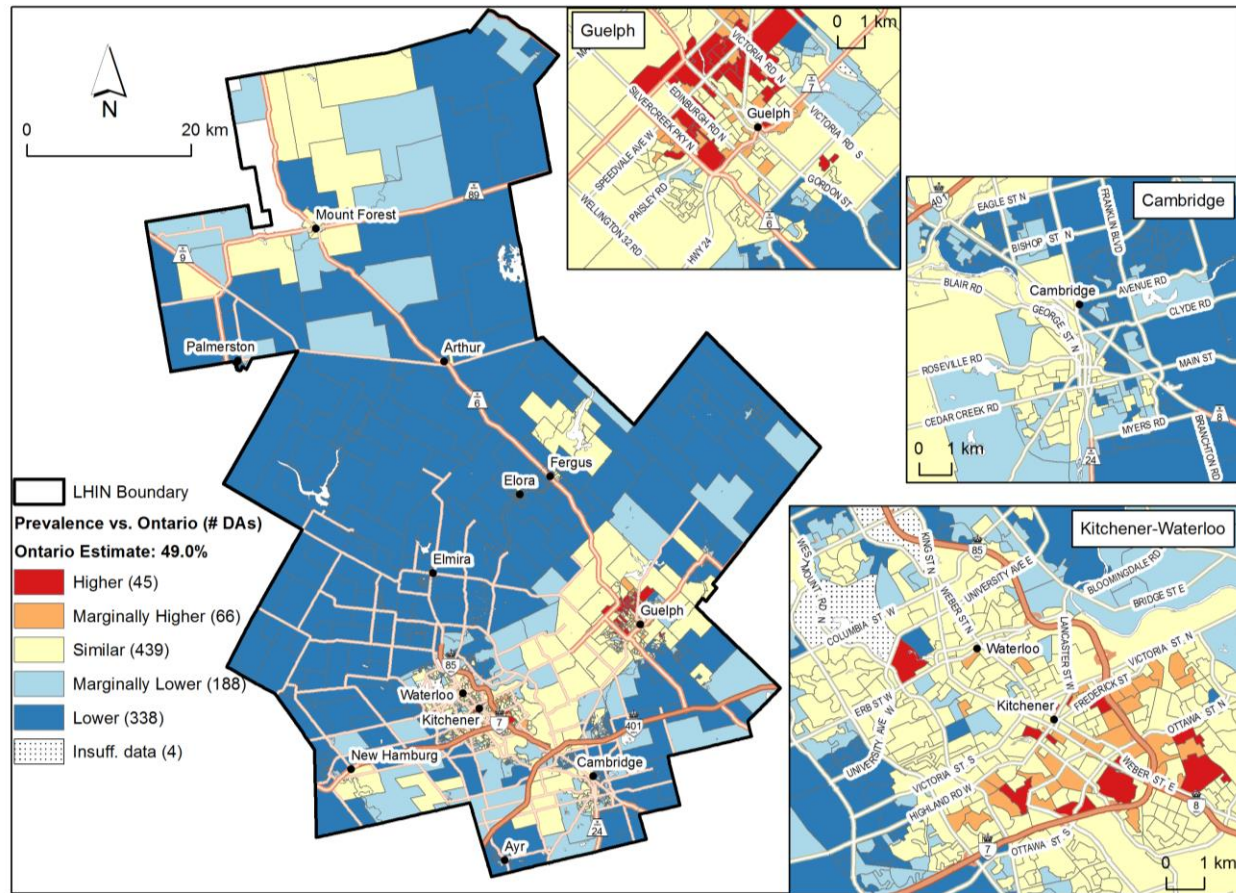 N
0
20 km
Mount Forest
89
9
Palmerston
Arthur
6
Fergus
Elora
Elmira
Guelph
85
Waterloo
Kitchener
7
401
New Hamburg
Cambridge
24
Ayr
LHIN Boundary
Prevalence vs. Ontario (# DAs)
Ontario Estimate: 49.0%
Higher (45)
Marginally Higher (66)
Similar (439)
Marginally Lower (188)
Lower (338)
Insuff. data (4)
Guelph
0 1 km
VICTORIA RD N
7
SILVERCREEK PKY N
EDINBURGH RD N
Guelph
VICTORIA RD S
SPEEDVALE AVE W
PAISLEY RD
GORDON ST
WELLINGTON 32 RD
HWY 24
6
Cambridge
401
EAGLE ST N
FRANKLIN BLVD
BISHOP ST N
BLAIR RD
Cambridge
AVENUE RD
GEORGE ST N
CLYDE RD
ROSEVILLE RD
MAIN ST
CEDAR CREEK RD
MYERS RD
8
BRANCHTON RD
24
0 1 km
Kitchener-Waterloo
WES MOUNT RD N
KING ST N
85
UNIVERSITY AVE E
BLOOMINGDALE RD
BRIDGE ST E
WEBER ST N
COLUMBIA ST W
LANCASTER ST W
Waterloo
VICTORIA ST N
ERB ST W
FREDERICK ST
Kitchener
OTTAWA ST N
UNIVERSITY AVE W
VICTORIA ST S
WEBER ST E
HIGHLAND RD W
8
7
OTTAWA ST S
0 1 km